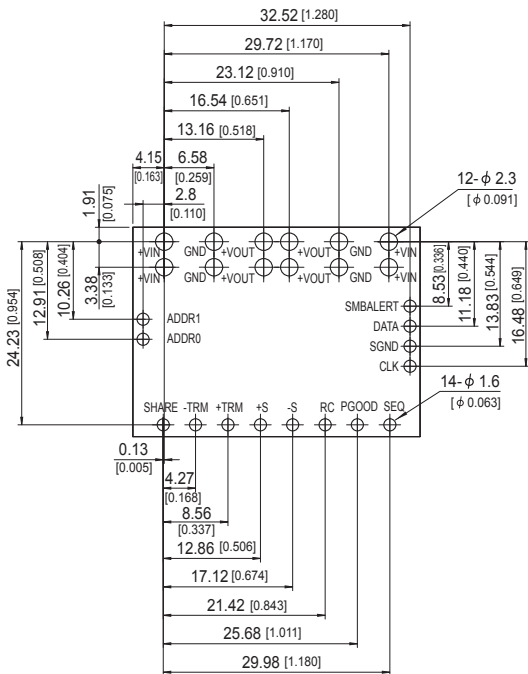 32.52 [1.280]
29.72 [1.170]
23.12 [0.910]
16.54 [0.651]
13.16 [0.518]
4.15 6.58
[0.163] [0.259]
1.91
[0.075]
2.8
[0.110]
12-ϕ 2.3
[ϕ 0.091]
+VIN GND +VOUT +VOUT GND +VIN
+VIN GND +VOUT +VOUT GND +VIN
24.23 [0.954]
12.91 [0.508]
10.26 [0.404]
3.38
[0.133]
8.53 [0.336]
11.18 [0.440]
13.83 [0.544]
16.48 [0.649]
SMBALERT
ADDR1
DATA
ADDR0
SGND
CLK
14-ϕ 1.6
[ϕ 0.063]
SHARE -TRM +TRM +S -S RC PGOOD SEQ
0.13
[0.005]
4.27
[0.168]
8.56
[0.337]
12.86 [0.506]
17.12 [0.674]
21.42 [0.843]
25.68 [1.011]
29.98 [1.180]